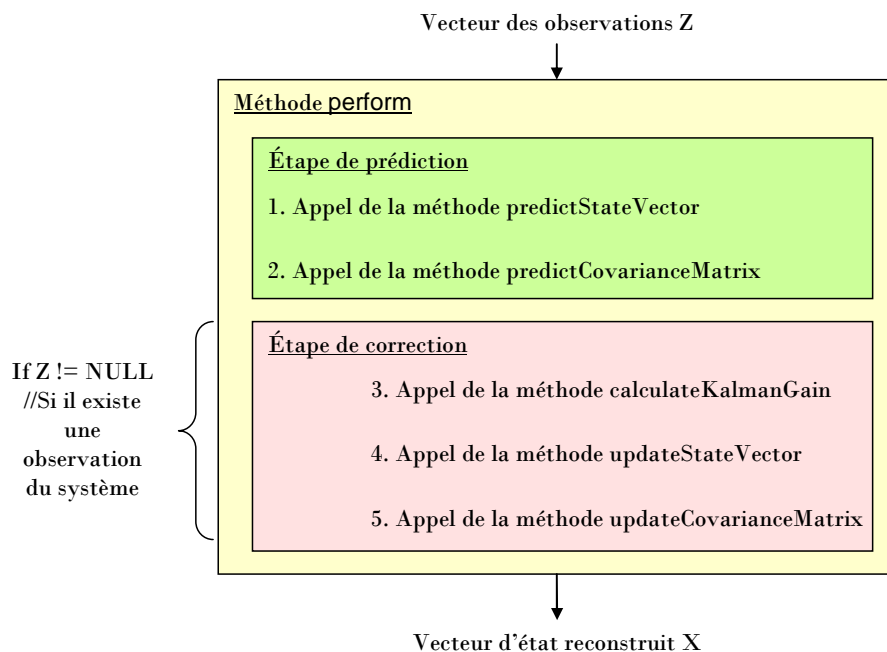 Vecteur des observations Z
Méthode perform
Étape de prédiction
1. Appel de la méthode predictStateVector
2. Appel de la méthode predictCovarianceMatrix
If Z != NULL
//Si il existe
une
observation
du système
Étape de correction
3. Appel de la méthode calculateKalmanGain
4. Appel de la méthode updateStateVector
5. Appel de la méthode updateCovarianceMatrix
Vecteur d'état reconstruit X